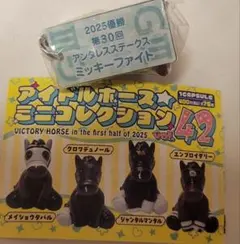 2025優勝
第30回
アンタレスステークス
ミッキーファイト
アイドルホース☆
ミニコレクション
vol.42
VICTORY HORSE in the first half of 2025
クロワデュノール
エンブロイダリー
メイショウタバル
ジャンタルマンタル